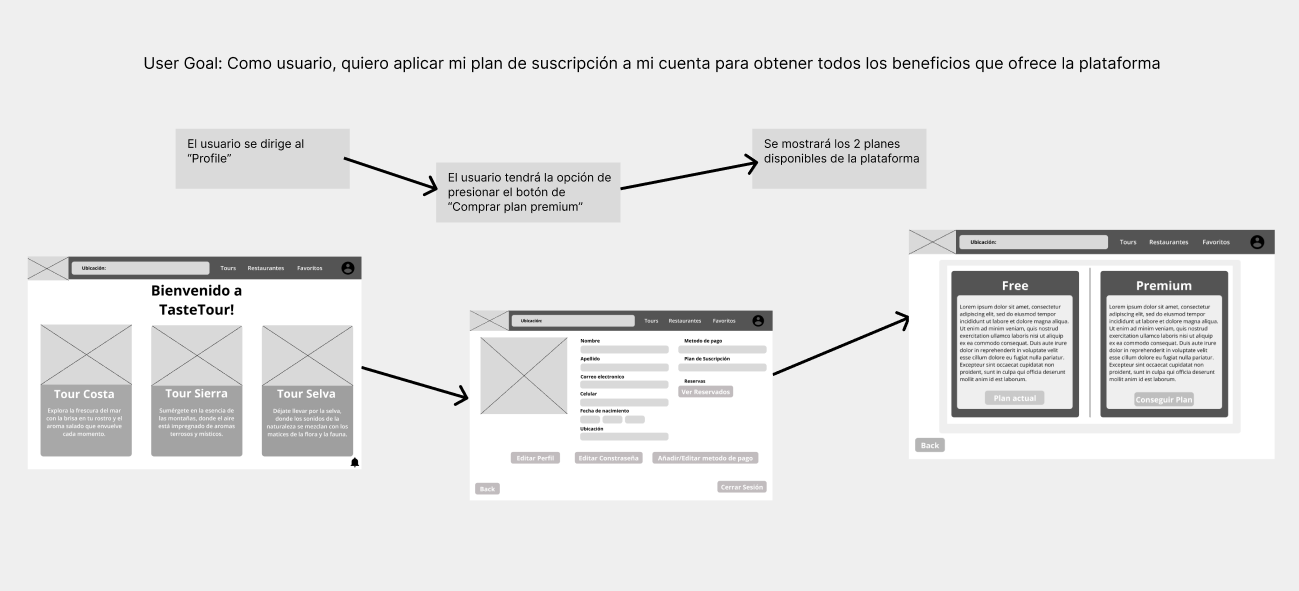 User Goal: Como usuario, quiero aplicar mi plan de suscripción a mi cuenta para obtener todos los beneficios que ofrece la plataforma
El usuario se dirige al
“Profile”
El usuario tendrá la opción de
presionar el botón de
“Comprar plan premium”
Se mostrará los 2 planes
disponibles de la plataforma
Ubicación:
Tours
Restaurantes
Favoritos
Bienvenido a
TasteTour!
Tour Costa
Explora la frescura del mar
con la brisa en tu rostro y el
aroma salado que envuelve
cada momento.
Tour Sierra
Sumérgete en la esencia de
las montañas, donde el aire
está impregnado de aromas
terrosos y místicos.
Tour Selva
Déjate llevar por la selva,
donde los sonidos de la
naturaleza se mezclan con los
matices de la flora y la fauna.
Ubicación:
Tours
Restaurantes
Favoritos
Nombre
Apellido
Correo electronico
Celular
Fecha de nacimiento
Ubicación
Metodo de pago
Plan de Suscripción
Reservas
Ver Reservados
Editar Perfil
Editar Constraseña
Añadir/Editar metodo de pago
Back
Cerrar Sesión
Ubicación:
Tours
Restaurantes
Favoritos
Free
Lorem ipsum dolor sit amet, consectetur
adipiscing elit, sed do eiusmod tempor
incididunt ut labore et dolore magna aliqua.
Ut enim ad minim veniam, quis nostrud
exercitation ullamco laboris nisi ut aliquip
ex ea commodo consequat. Duis aute irure
dolor in reprehenderit in voluptate velit
esse cillum dolore eu fugiat nulla pariatur.
Excepteur sint occaecat cupidatat non
proident, sunt in culpa qui officia deserunt
mollit anim id est laborum.
Plan actual
Premium
Lorem ipsum dolor sit amet, consectetur
adipiscing elit, sed do eiusmod tempor
incididunt ut labore et dolore magna aliqua.
Ut enim ad minim veniam, quis nostrud
exercitation ullamco laboris nisi ut aliquip
ex ea commodo consequat. Duis aute irure
dolor in reprehenderit in voluptate velit
esse cillum dolore eu fugiat nulla pariatur.
Excepteur sint occaecat cupidatat non
proident, sunt in culpa qui officia deserunt
mollit anim id est laborum.
Conseguir Plan
Back